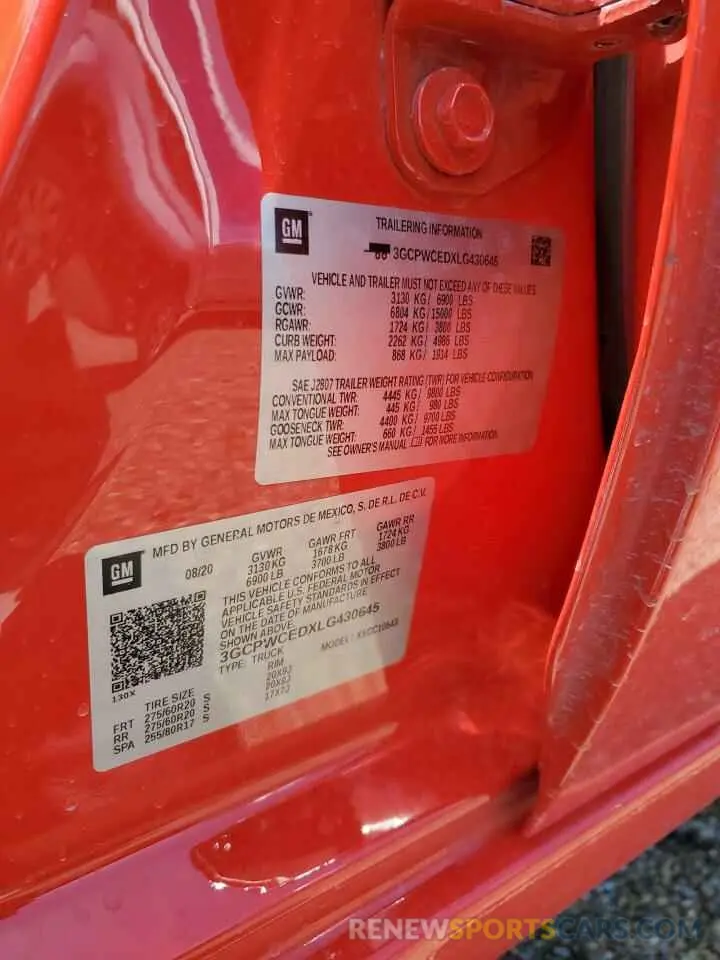 GM
TRAILERING INFORMATION
3GCPWCEDXLG430645
VEHICLE AND TRAILER MUST NOT EXCEED ANY OF THESE VALUES
GVWR: 3130 KG/ 6900 LBS
GCWR: 6804 KG/ 15000 LBS
RGAWR: 1724 KG/ 3800 LBS
CURB WEIGHT: 2262 KG/ 4986 LBS
MAX PAYLOAD: 868 KG/ 1914 LBS
SAE J2807 TRAILER WEIGHT RATING (TWR) FOR VEHICLE CONFIGURATION
CONVENTIONAL TWR: 4445 KG/ 9800 LBS
MAX TONGUE WEIGHT: 445 KG/ 980 LBS
GOOSENECK TWR: 4400 KG/ 9700 LBS
MAX TONGUE WEIGHT: 660 KG/ 1455 LBS
SEE OWNER'S MANUAL FOR MORE INFORMATION
GM
MFD BY GENERAL MOTORS DE MEXICO, S. DE R.L. DE C.V.
08/20 GVWR GAWR FRT GAWR RR
3130 KG 1678 KG 1724 KG
6900 LB 3700 LB 3800 LB
THIS VEHICLE CONFORMS TO ALL
APPLICABLE U.S. FEDERAL MOTOR
VEHICLE SAFETY STANDARDS IN EFFECT
ON THE DATE OF MANUFACTURE
SHOWN ABOVE.
3GCPWCEDXLG430645
TYPE: TRUCK MODEL:
130X
TIRE SIZE RIM
FRT 275/60R20 S 20X9J
RR 275/60R20 S 20X9J
SPA 255/80R17 S 17X7J
RENEWSPORTSCARS.COM